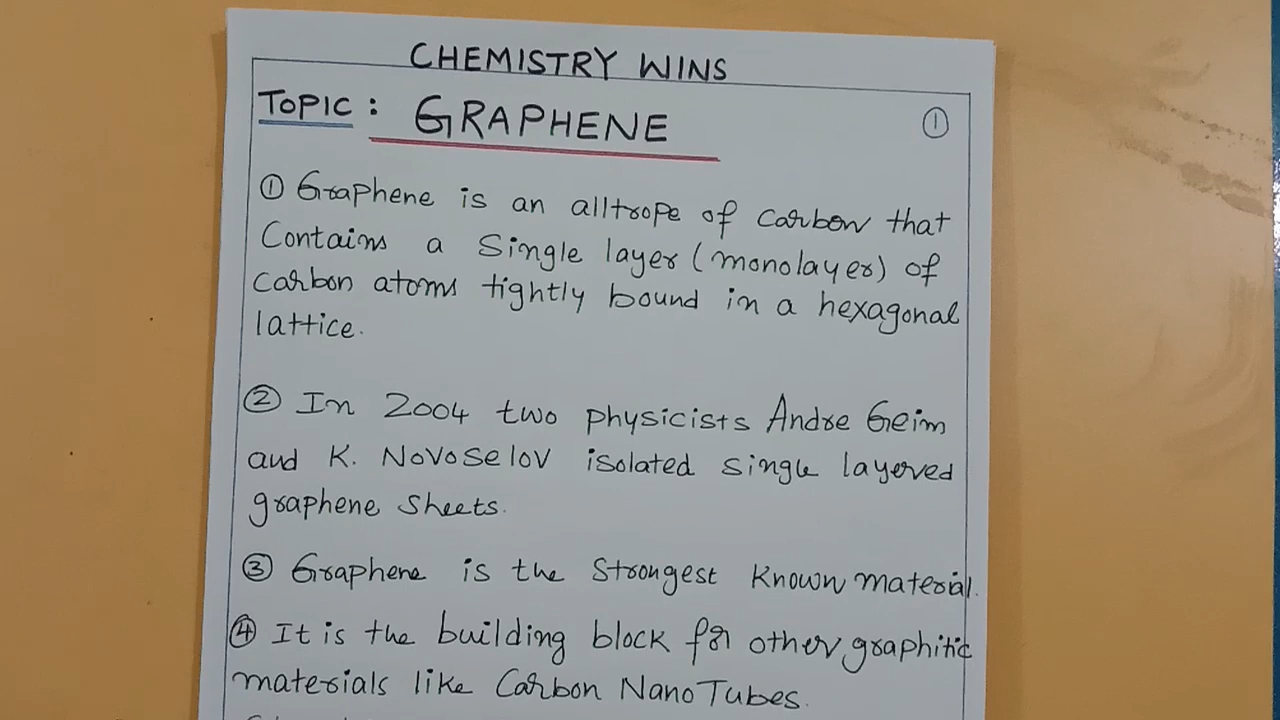 CHEMISTRY WINS
TOPIC: GRAPHENE
①
① Graphene is an alltrope of carbon that
Contains a single layer (monolayer) of
carbon atoms tightly bound in a hexagonal
lattice.
② In 2004 two physicists Andre Geim
and K. Novoselov isolated single layered
graphene sheets.
③ Graphene is the strongest known material.
④ It is the building block for other graphitic
materials like Carbon NanoTubes.